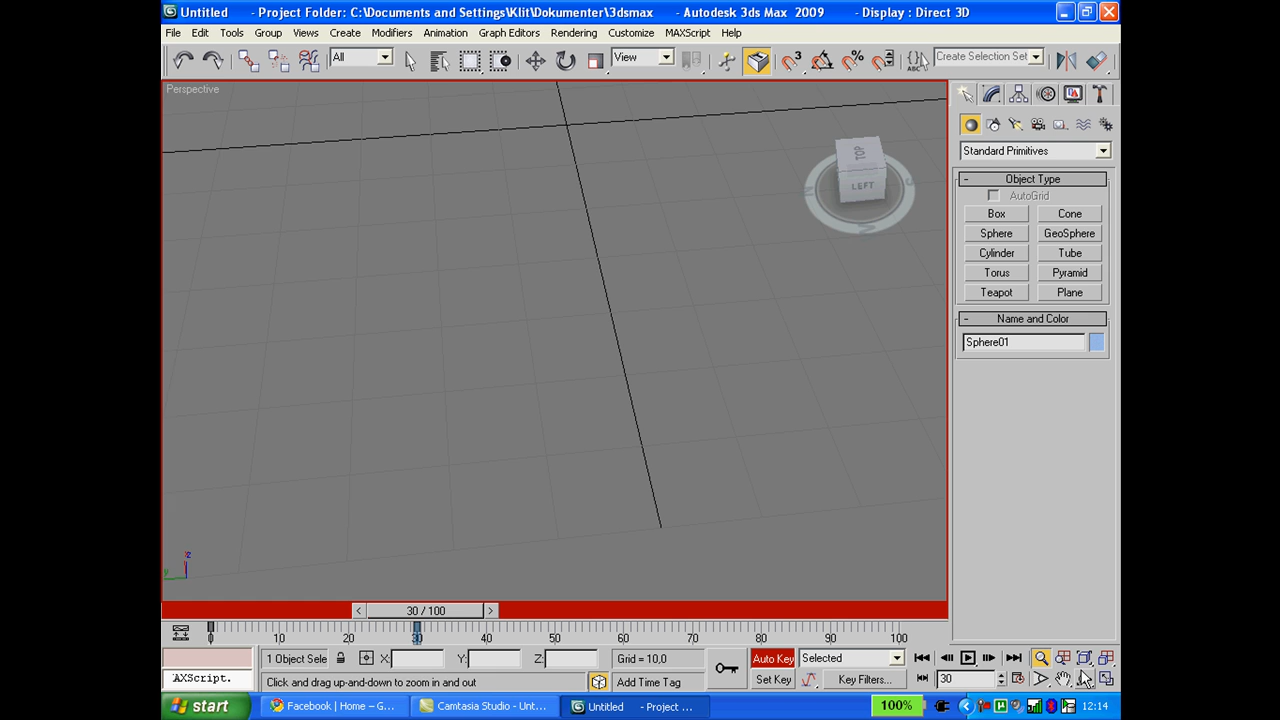 Untitled - Project Folder: C:\Documents and Settings\Klit\Dokumenter\3dsmax - Autodesk 3ds Max 2009 - Display : Direct 3D
File Edit Tools Group Views Create Modifiers Animation Graph Editors Rendering Customize MAXScript Help
All View Create Selection Set
Perspective
TOP
LEFT
Standard Primitives
- Object Type
AutoGrid
Box Cone
Sphere GeoSphere
Cylinder Tube
Torus Pyramid
Teapot Plane
- Name and Color
Sphere01
< 30 / 100 >
0 10 20 30 40 50 60 70 80 90 100
1 Object Sele X: Y: Z: Grid = 10,0 Auto Key Selected
AXScript. Click and drag up-and-down to zoom in and out Add Time Tag Set Key Key Filters... 30
start Facebook | Home – G... Camtasia Studio - Unt... Untitled - Project ... 100% 12:14